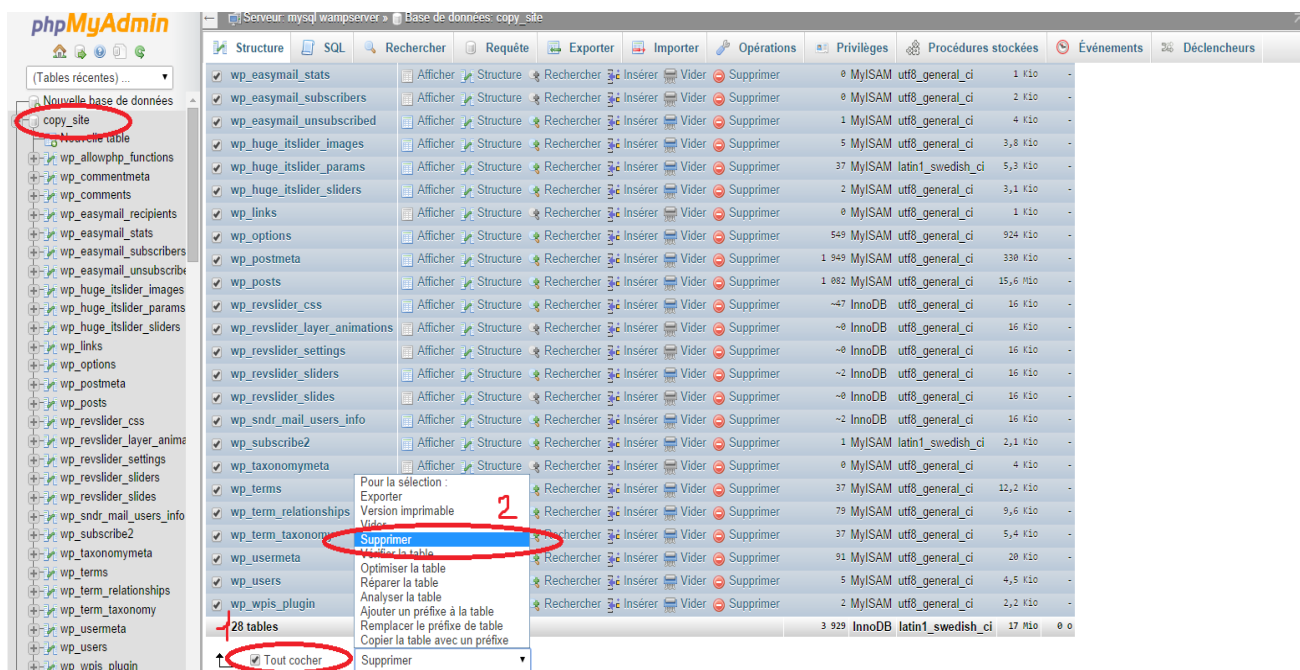 phpMyAdmin
(Tables récentes) ...
Nouvelle base de données
copy_site
Nouvelle table
wp_allowphp_functions
wp_commentmeta
wp_comments
wp_easymail_recipients
wp_easymail_stats
wp_easymail_subscribers
wp_easymail_unsubscribe
wp_huge_itslider_images
wp_huge_itslider_params
wp_huge_itslider_sliders
wp_links
wp_options
wp_postmeta
wp_posts
wp_revslider_css
wp_revslider_layer_anima
wp_revslider_settings
wp_revslider_sliders
wp_revslider_slides
wp_sndr_mail_users_info
wp_subscribe2
wp_taxonomymeta
wp_terms
wp_term_relationships
wp_term_taxonomy
wp_usermeta
wp_users
wp_wpis_plugin
Serveur: mysql wampserver » Base de données: copy_site
Structure SQL Rechercher Requête Exporter Importer Opérations Privilèges Procédures stockées Événements Déclencheurs
wp_easymail_stats Afficher Structure Rechercher Insérer Vider Supprimer 0 MyISAM utf8_general_ci 1 Kio -
wp_easymail_subscribers Afficher Structure Rechercher Insérer Vider Supprimer 0 MyISAM utf8_general_ci 2 Kio -
wp_easymail_unsubscribed Afficher Structure Rechercher Insérer Vider Supprimer 1 MyISAM utf8_general_ci 4 Kio -
wp_huge_itslider_images Afficher Structure Rechercher Insérer Vider Supprimer 5 MyISAM utf8_general_ci 3,8 Kio -
wp_huge_itslider_params Afficher Structure Rechercher Insérer Vider Supprimer 37 MyISAM latin1_swedish_ci 5,3 Kio -
wp_huge_itslider_sliders Afficher Structure Rechercher Insérer Vider Supprimer 2 MyISAM utf8_general_ci 3,1 Kio -
wp_links Afficher Structure Rechercher Insérer Vider Supprimer 0 MyISAM utf8_general_ci 1 Kio -
wp_options Afficher Structure Rechercher Insérer Vider Supprimer 549 MyISAM utf8_general_ci 924 Kio -
wp_postmeta Afficher Structure Rechercher Insérer Vider Supprimer 1 949 MyISAM utf8_general_ci 330 Kio -
wp_posts Afficher Structure Rechercher Insérer Vider Supprimer 1 082 MyISAM utf8_general_ci 15,6 Mio -
wp_revslider_css Afficher Structure Rechercher Insérer Vider Supprimer ~47 InnoDB utf8_general_ci 16 Kio -
wp_revslider_layer_animations Afficher Structure Rechercher Insérer Vider Supprimer ~0 InnoDB utf8_general_ci 16 Kio -
wp_revslider_settings Afficher Structure Rechercher Insérer Vider Supprimer ~0 InnoDB utf8_general_ci 16 Kio -
wp_revslider_sliders Afficher Structure Rechercher Insérer Vider Supprimer ~2 InnoDB utf8_general_ci 16 Kio -
wp_revslider_slides Afficher Structure Rechercher Insérer Vider Supprimer ~0 InnoDB utf8_general_ci 16 Kio -
wp_sndr_mail_users_info Afficher Structure Rechercher Insérer Vider Supprimer ~2 InnoDB utf8_general_ci 16 Kio -
wp_subscribe2 Afficher Structure Rechercher Insérer Vider Supprimer 1 MyISAM latin1_swedish_ci 2,1 Kio -
wp_taxonomymeta Afficher Structure Rechercher Insérer Vider Supprimer 0 MyISAM utf8_general_ci 4 Kio -
wp_terms Rechercher Insérer Vider Supprimer 37 MyISAM utf8_general_ci 12,2 Kio -
wp_term_relationships Rechercher Insérer Vider Supprimer 79 MyISAM utf8_general_ci 9,6 Kio -
wp_term_taxonomy Rechercher Insérer Vider Supprimer 37 MyISAM utf8_general_ci 5,4 Kio -
wp_usermeta Rechercher Insérer Vider Supprimer 91 MyISAM utf8_general_ci 20 Kio -
wp_users Rechercher Insérer Vider Supprimer 5 MyISAM utf8_general_ci 4,5 Kio -
wp_wpis_plugin Rechercher Insérer Vider Supprimer 2 MyISAM utf8_general_ci 2,2 Kio -
1
28 tables 3 929 InnoDB latin1_swedish_ci 17 Mio 0 o
Pour la sélection :
Exporter
Version imprimable
2
Vider
Supprimer
Vérifier la table
Optimiser la table
Réparer la table
Analyser la table
Ajouter un préfixe à la table
Remplacer le préfixe de table
Copier la table avec un préfixe
Tout cocher Supprimer